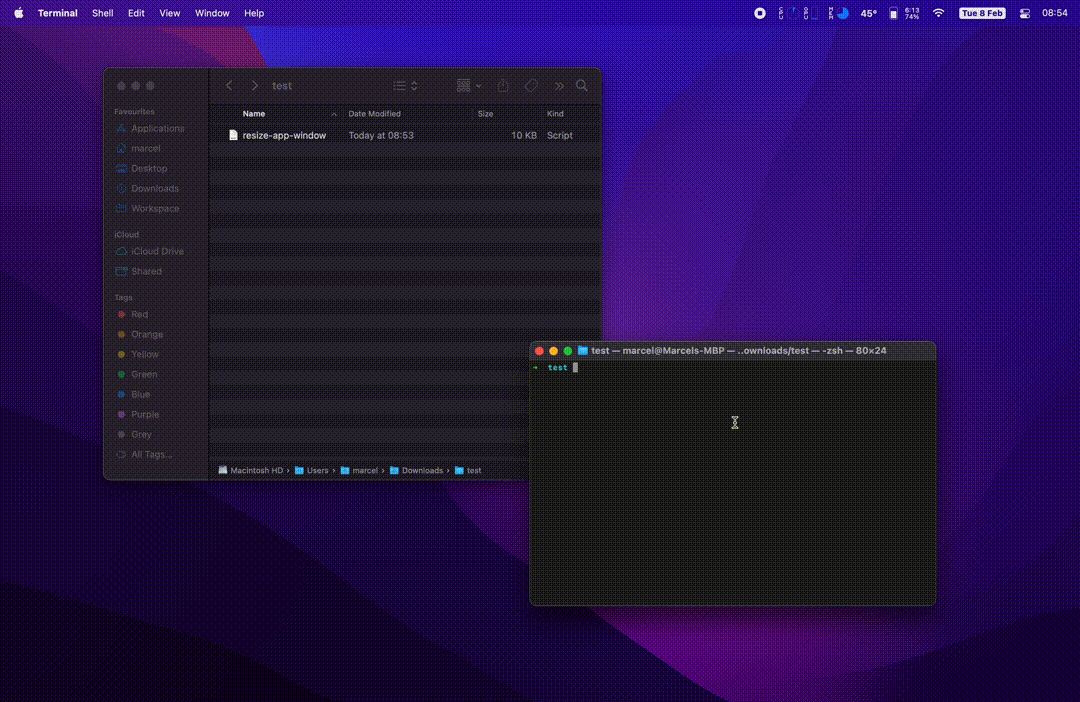 Terminal Shell Edit View Window Help 45° 6:13 74% Tue 8 Feb 08:54
test
Favourites
Applications
marcel
Desktop
Downloads
Workspace
iCloud
iCloud Drive
Shared
Tags
Red
Orange
Yellow
Green
Blue
Purple
Grey
All Tags...
Name Date Modified Size Kind
resize-app-window Today at 08:53 10 KB Script
Macintosh HD › Users › marcel › Downloads › test
test — marcel@Marcels-MBP — ..ownloads/test — -zsh — 80×24
→ test